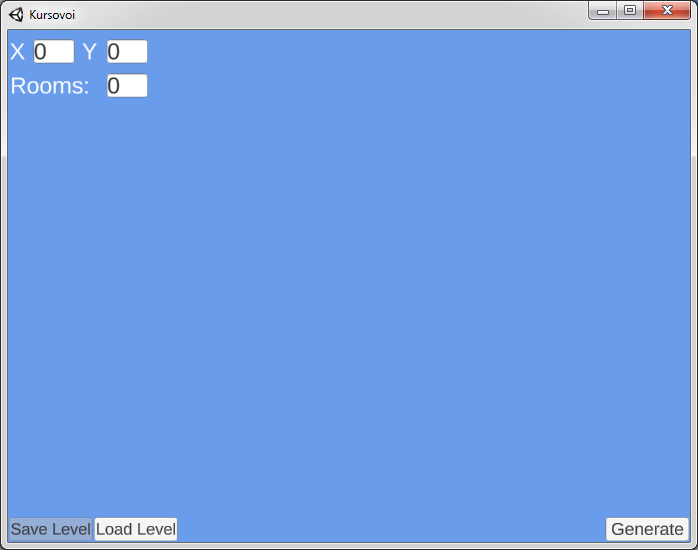 Kursovoi
X 0 Y 0
Rooms: 0
Save Level Load Level Generate